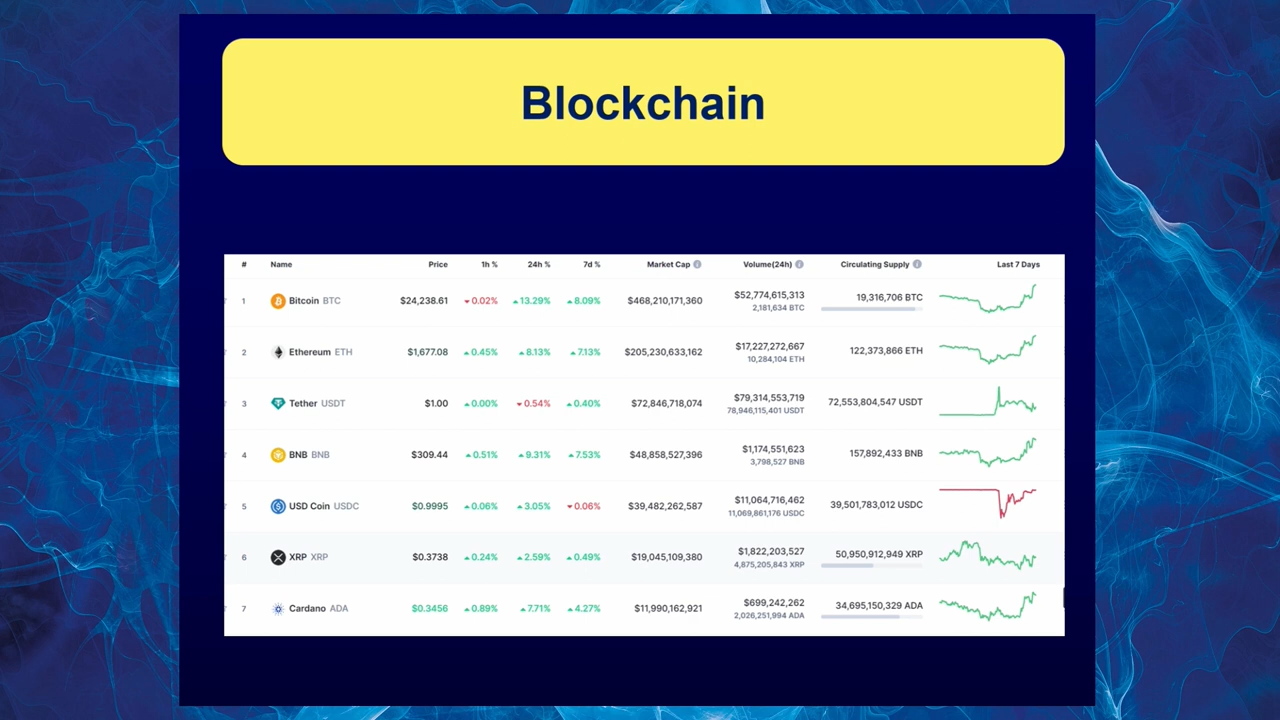 Blockchain
# Name Price 1h % 24h % 7d % Market Cap Volume(24h) Circulating Supply Last 7 Days
1 Bitcoin BTC $24,238.61 0.02% 13.29% 8.09% $468,210,171,360 $52,774,615,313 19,316,706 BTC
2,181,634 BTC
2 Ethereum ETH $1,677.08 0.45% 8.13% 7.13% $205,230,633,162 $17,227,272,667 122,373,866 ETH
10,284,104 ETH
3 Tether USDT $1.00 0.00% 0.54% 0.40% $72,846,718,074 $79,314,553,719 72,553,804,547 USDT
78,946,115,401 USDT
4 BNB BNB $309.44 0.51% 9.31% 7.53% $48,858,527,396 $1,174,551,623 157,892,433 BNB
3,798,527 BNB
5 USD Coin USDC $0.9995 0.06% 3.05% 0.06% $39,482,262,587 $11,064,716,462 39,501,783,012 USDC
11,069,861,176 USDC
6 XRP XRP $0.3738 0.24% 2.59% 0.49% $19,045,109,380 $1,822,203,527 50,950,912,949 XRP
4,875,205,843 XRP
7 Cardano ADA $0.3456 0.89% 7.71% 4.27% $11,990,162,921 $699,242,262 34,695,150,329 ADA
2,026,251,994 ADA